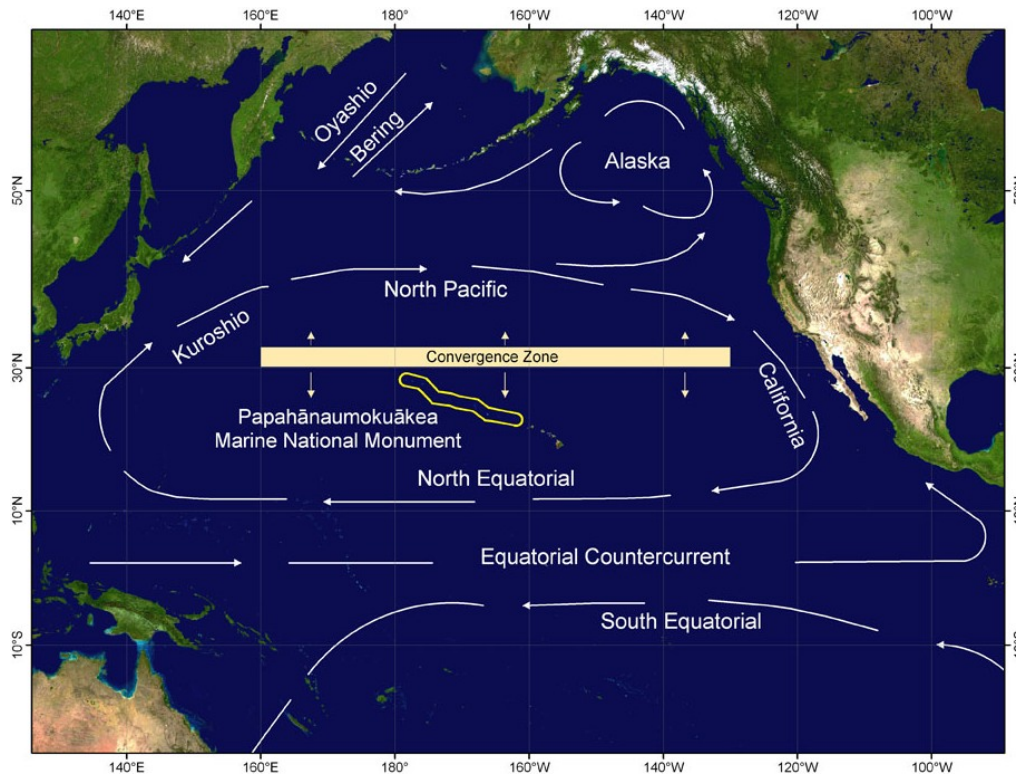 140°E 160°E 180° 160°W 140°W 120°W 100°W
Oyashio
Bering
Alaska
50°N
North Pacific
Kuroshio
Convergence Zone
30°N
California
Papahānaumokuākea
Marine National Monument
North Equatorial
10°N
Equatorial Countercurrent
South Equatorial
10°S
140°E 160°E 180° 160°W 140°W 120°W 100°W